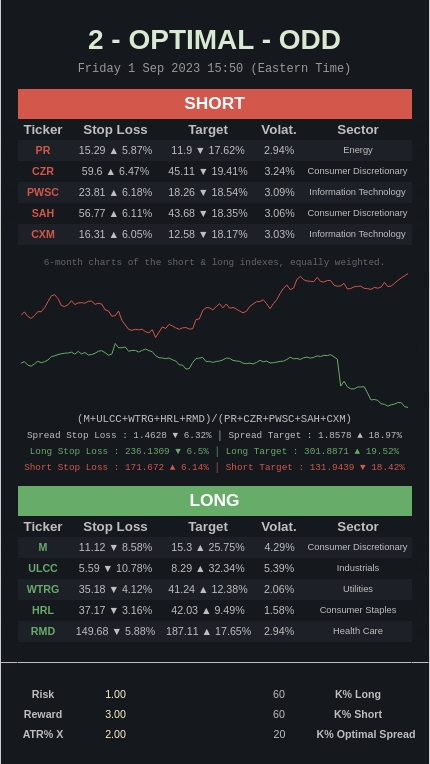 2 - OPTIMAL - ODD
Friday 1 Sep 2023 15:50 (Eastern Time)
SHORT
Ticker Stop Loss Target Volat. Sector
PR 15.29 ▲ 5.87% 11.9 ▼ 17.62% 2.94% Energy
CZR 59.6 ▲ 6.47% 45.11 ▼ 19.41% 3.24% Consumer Discretionary
PWSC 23.81 ▲ 6.18% 18.26 ▼ 18.54% 3.09% Information Technology
SAH 56.77 ▲ 6.11% 43.68 ▼ 18.35% 3.06% Consumer Discretionary
CXM 16.31 ▲ 6.05% 12.58 ▼ 18.17% 3.03% Information Technology
6-month charts of the short & long indexes, equally weighted.
(M+ULCC+WTRG+HRL+RMD)/(PR+CZR+PWSC+SAH+CXM)
Spread Stop Loss : 1.4628 ▼ 6.32% | Spread Target : 1.8578 ▲ 18.97%
Long Stop Loss : 236.1309 ▼ 6.5% | Long Target : 301.8871 ▲ 19.52%
Short Stop Loss : 171.672 ▲ 6.14% | Short Target : 131.9439 ▼ 18.42%
LONG
Ticker Stop Loss Target Volat. Sector
M 11.12 ▼ 8.58% 15.3 ▲ 25.75% 4.29% Consumer Discretionary
ULCC 5.59 ▼ 10.78% 8.29 ▲ 32.34% 5.39% Industrials
WTRG 35.18 ▼ 4.12% 41.24 ▲ 12.38% 2.06% Utilities
HRL 37.17 ▼ 3.16% 42.03 ▲ 9.49% 1.58% Consumer Staples
RMD 149.68 ▼ 5.88% 187.11 ▲ 17.65% 2.94% Health Care
Risk 1.00 60 K% Long
Reward 3.00 60 K% Short
ATR% X 2.00 20 K% Optimal Spread